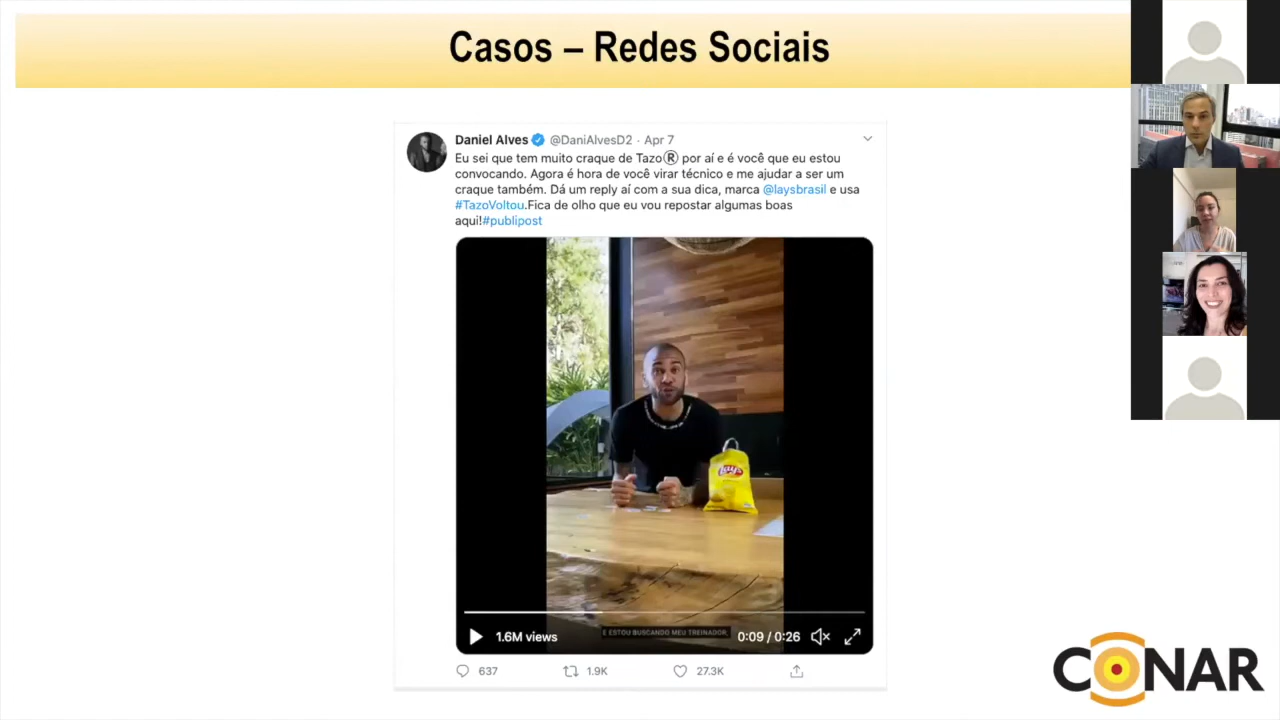 Casos – Redes Sociais
Daniel Alves @DaniAlvesD2 · Apr 7
Eu sei que tem muito craque de Tazo® por aí e é você que eu estou
convocando. Agora é hora de você virar técnico e me ajudar a ser um
craque também. Dá um reply aí com a sua dica, marca @laysbrasil e usa
#TazoVoltou.Fica de olho que eu vou repostar algumas boas
aqui!#publipost
Lay's
E ESTOU BUSCANDO MEU TREINADOR,
1.6M views
0:09 / 0:26
637
1.9K
27.3K
CONAR